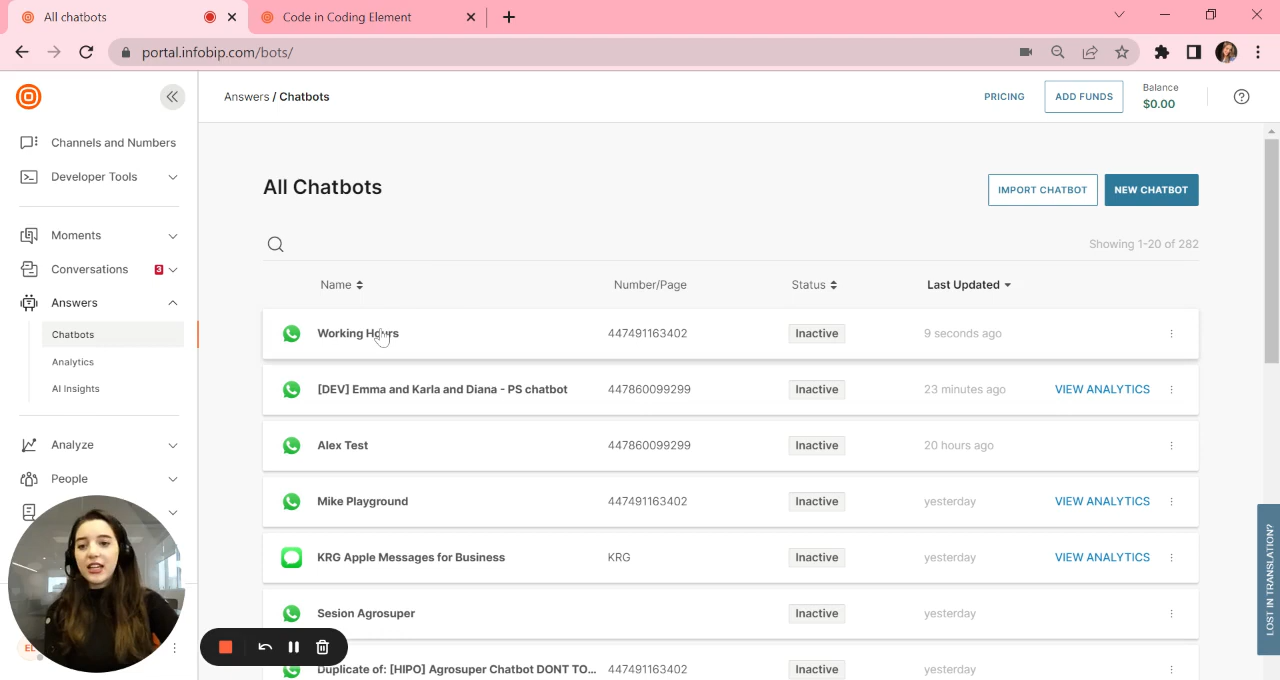 All chatbots
Code in Coding Element
portal.infobip.com/bots/
Answers / Chatbots
PRICING
ADD FUNDS
Balance
$0.00
Channels and Numbers
Developer Tools
Moments
Conversations 3
Answers
Chatbots
Analytics
AI Insights
Analyze
People
All Chatbots
IMPORT CHATBOT
NEW CHATBOT
Showing 1-20 of 282
Name Number/Page Status Last Updated
Working Hours 447491163402 Inactive 9 seconds ago
[DEV] Emma and Karla and Diana - PS chatbot 447860099299 Inactive 23 minutes ago VIEW ANALYTICS
Alex Test 447860099299 Inactive 20 hours ago
Mike Playground 447491163402 Inactive yesterday VIEW ANALYTICS
KRG Apple Messages for Business KRG Inactive yesterday VIEW ANALYTICS
Sesion Agrosuper Inactive yesterday
Duplicate of: [HIPO] Agrosuper Chatbot DONT TO... 447491163402 Inactive yesterday
LOST IN TRANSLATION?